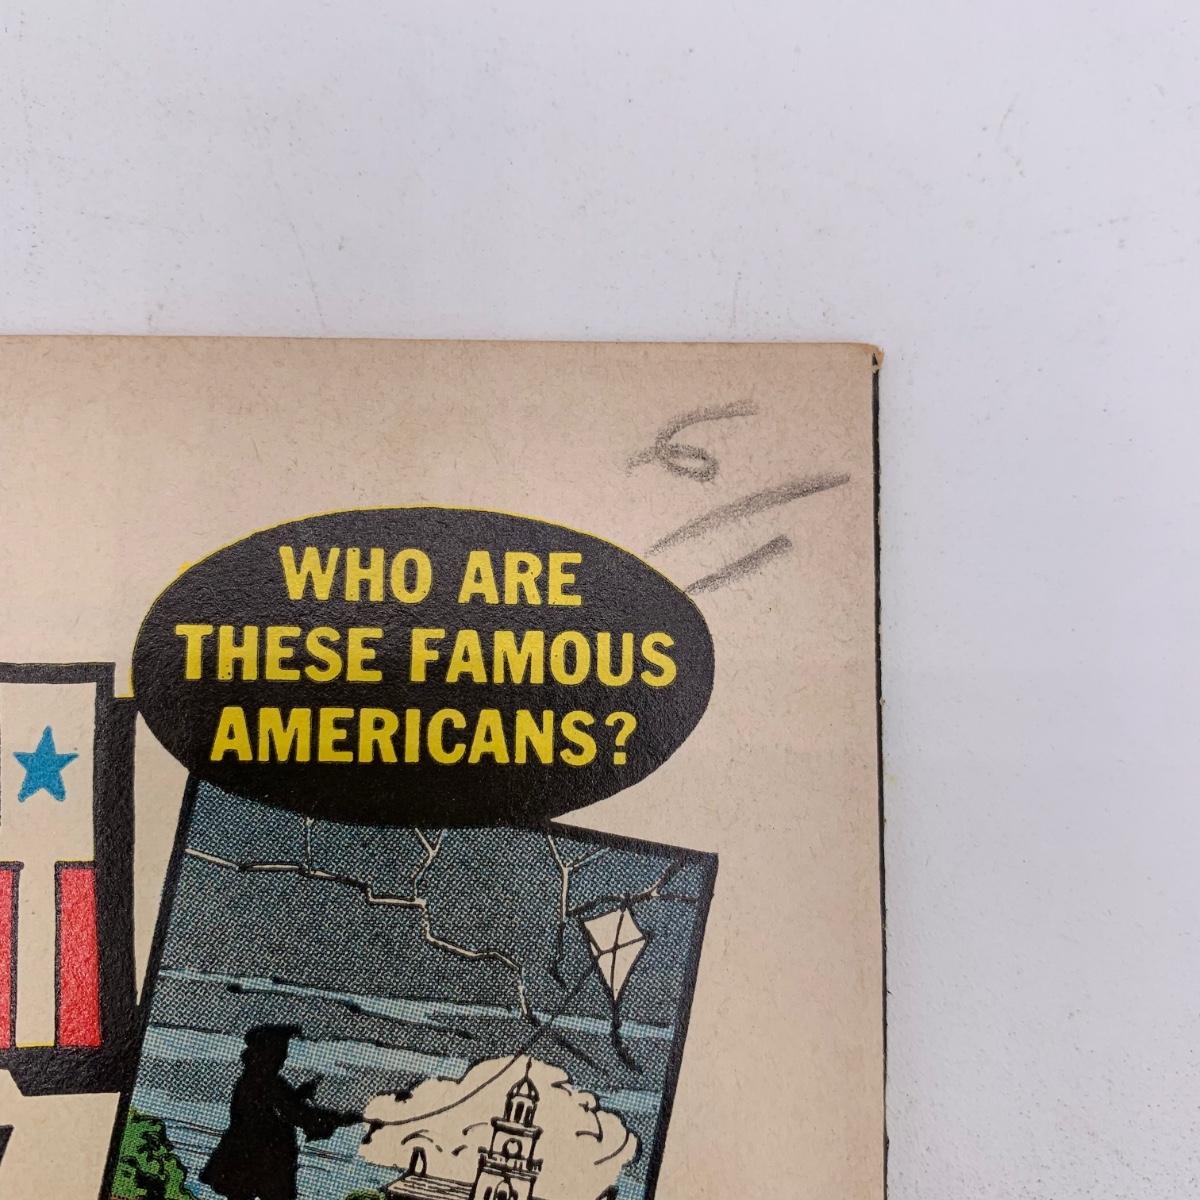 WHO ARE
THESE FAMOUS
AMERICANS?